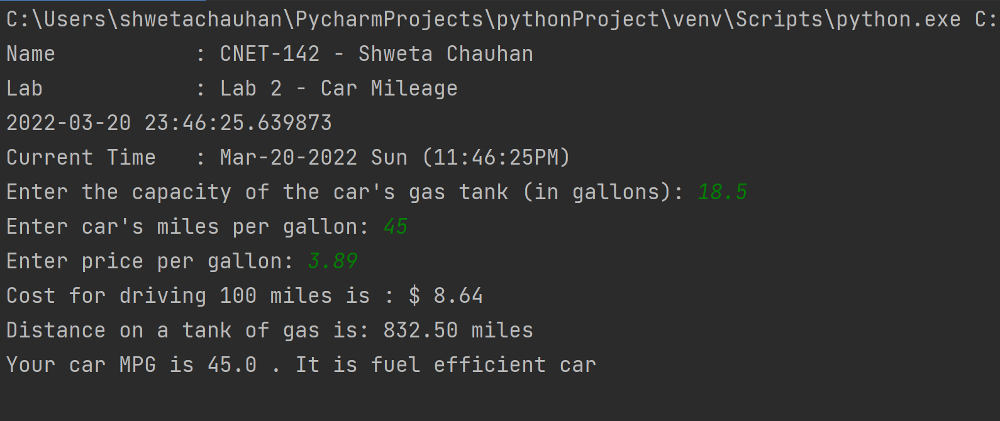 C:\Users\shwetachauhan\PycharmProjects\pythonProject\venv\Scripts\python.exe C:
Name           : CNET-142 - Shweta Chauhan
Lab            : Lab 2 - Car Mileage
2022-03-20 23:46:25.639873
Current Time   : Mar-20-2022 Sun (11:46:25PM)
Enter the capacity of the car's gas tank (in gallons): 18.5
Enter car's miles per gallon: 45
Enter price per gallon: 3.89
Cost for driving 100 miles is : $ 8.64
Distance on a tank of gas is: 832.50 miles
Your car MPG is 45.0 . It is fuel efficient car